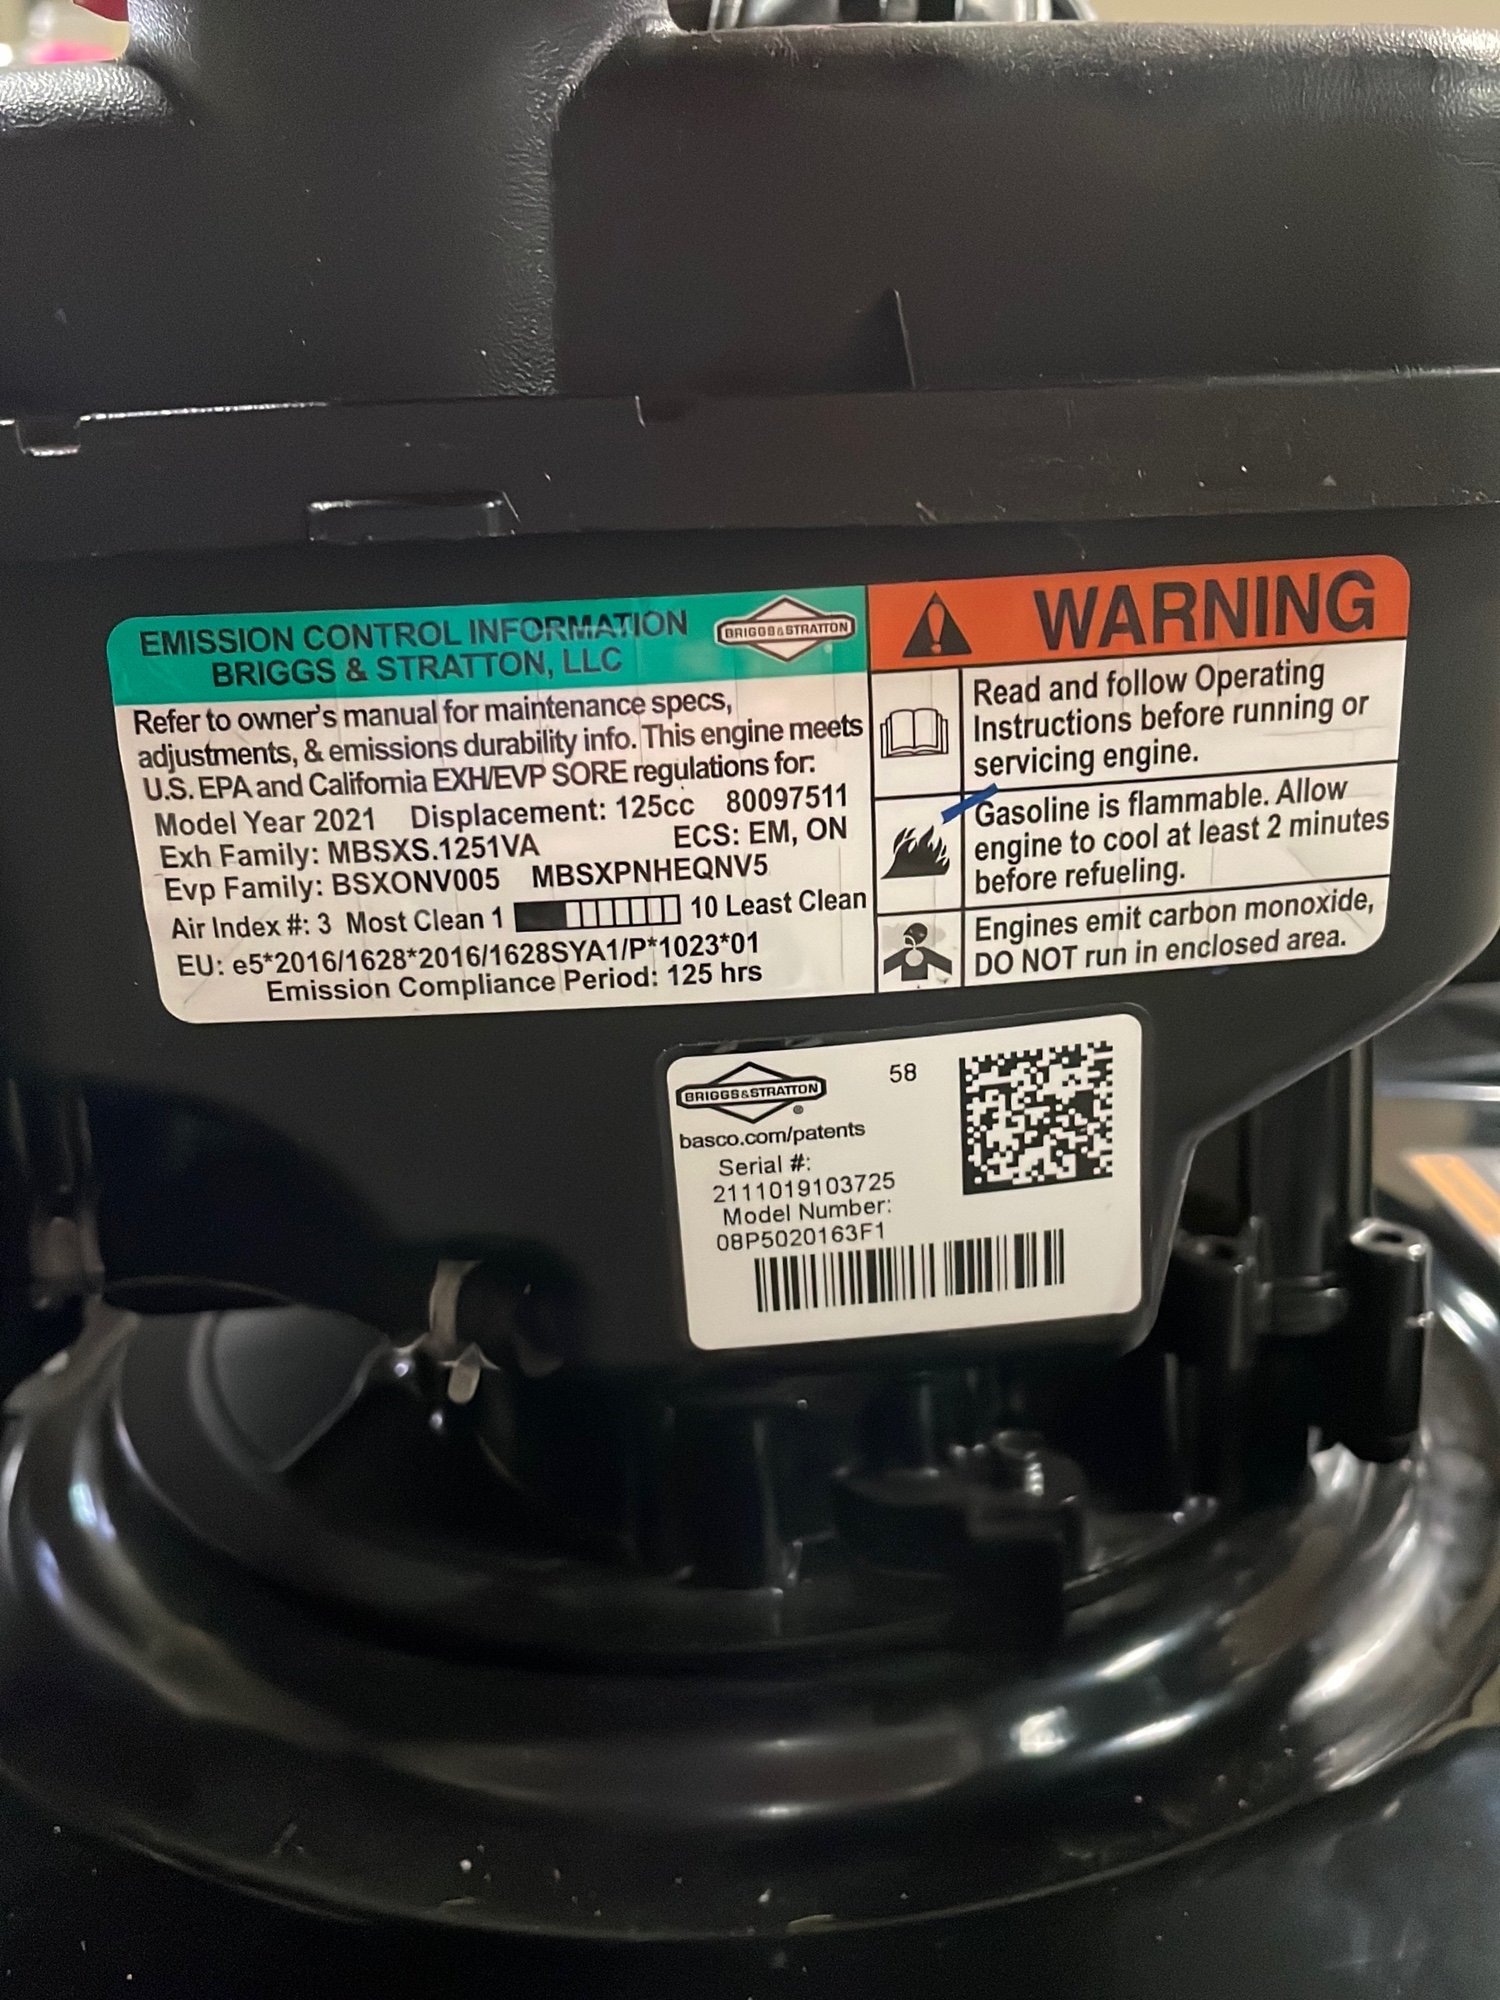 EMISSION CONTROL INFORMATION
BRIGGS & STRATTON, LLC
BRIGGS&STRATTON
Refer to owner's manual for maintenance specs,
adjustments, & emissions durability info. This engine meets
U.S. EPA and California EXH/EVP SORE regulations for:
Model Year 2021 Displacement: 125cc 80097511
Exh Family: MBSXS.1251VA ECS: EM, ON
Evp Family: BSXONV005 MBSXPNHEQNV5
Air Index #: 3 Most Clean 1 10 Least Clean
EU: e5*2016/1628*2016/1628SYA1/P*1023*01
Emission Compliance Period: 125 hrs
WARNING
Read and follow Operating
Instructions before running or
servicing engine.
Gasoline is flammable. Allow
engine to cool at least 2 minutes
before refueling.
Engines emit carbon monoxide,
DO NOT run in enclosed area.
BRIGGS&STRATTON®
58
basco.com/patents
Serial #:
2111019103725
Model Number:
08P5020163F1